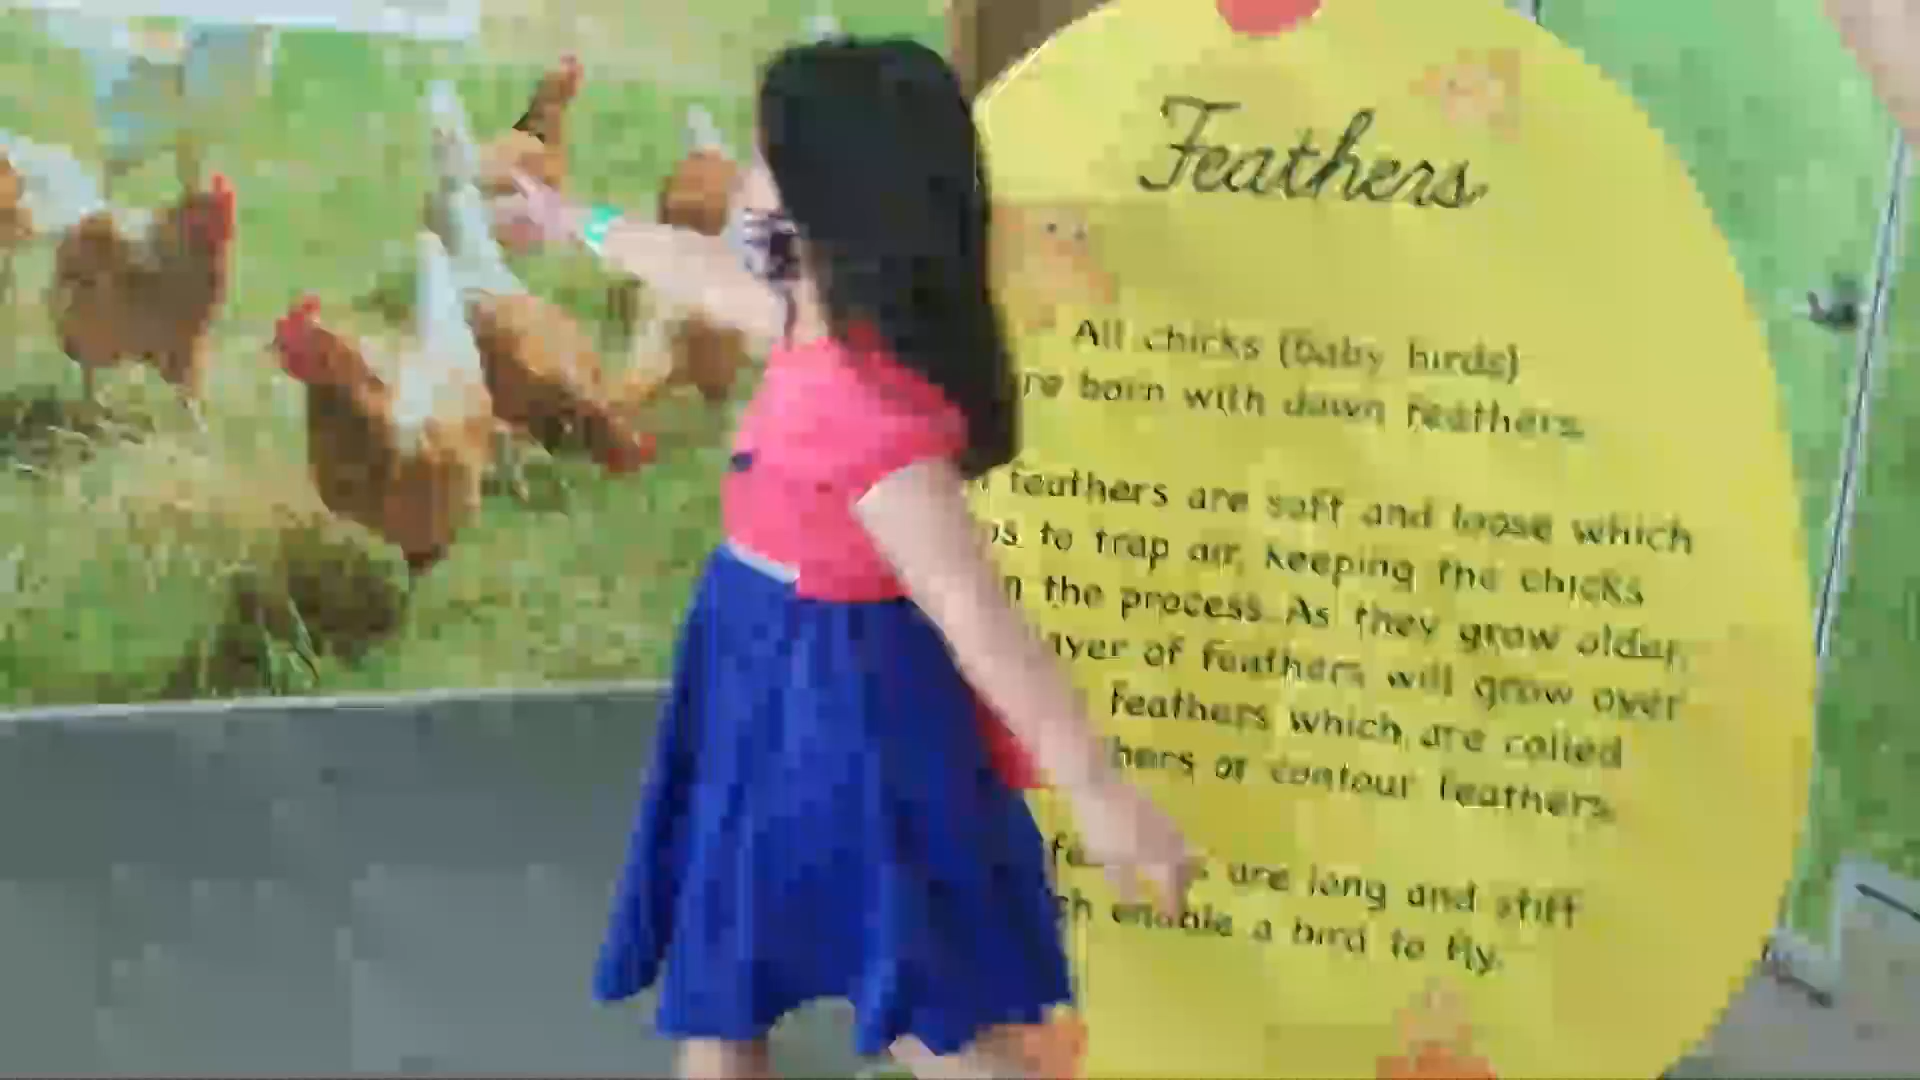 Feathers
All chicks (baby birds)
born with down feathers.
feathers are soft and loose which
to trap air, keeping the chicks
the process. As they grow older,
of feathers will grow over
feathers which are called
or contour feathers.
are long and stiff
enable a bird to fly.